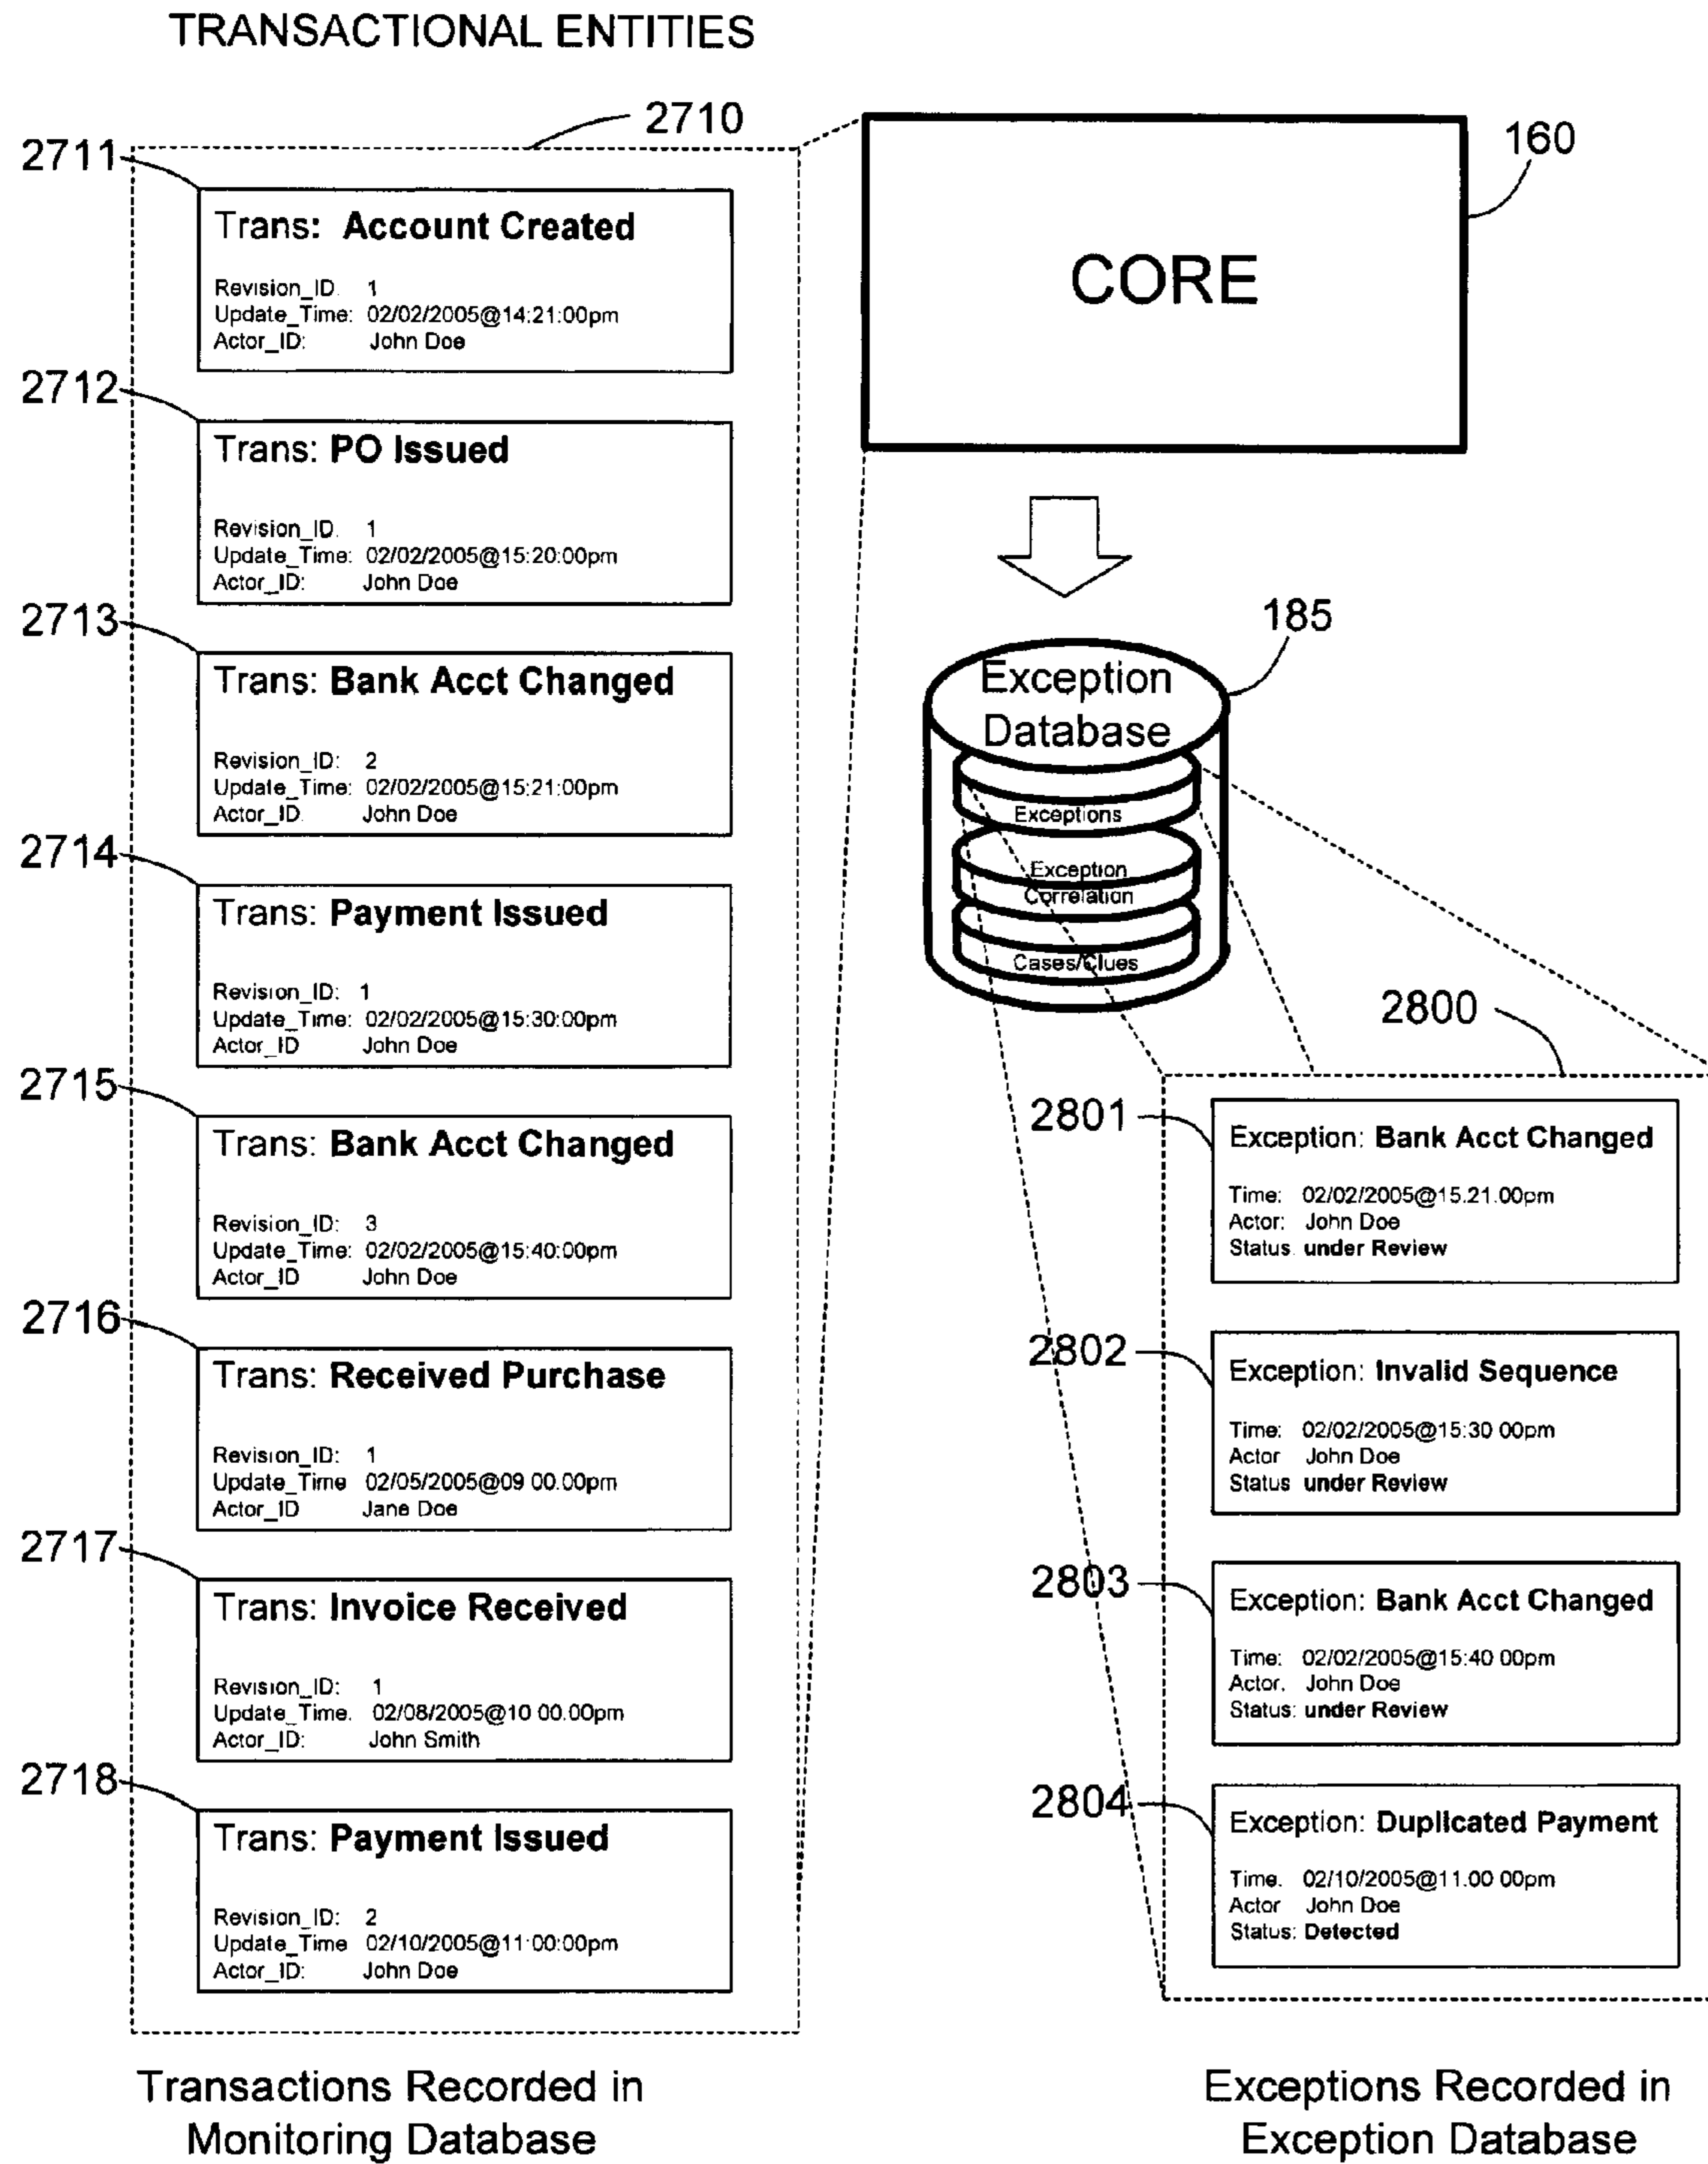 TRANSACTIONAL ENTITIES
2710
2711
Trans: Account Created
Revision_ID. 1
Update_Time: 02/02/2005@14:21:00pm
Actor_ID: John Doe
2712
Trans: PO Issued
Revision_ID. 1
Update_Time: 02/02/2005@15:20:00pm
Actor_ID: John Doe
2713
Trans: Bank Acct Changed
Revision_ID: 2
Update_Time: 02/02/2005@15:21:00pm
Actor_ID. John Doe
2714
Trans: Payment Issued
Revision_ID: 1
Update_Time: 02/02/2005@15:30:00pm
Actor_ID John Doe
2715
Trans: Bank Acct Changed
Revision_ID: 3
Update_Time: 02/02/2005@15:40:00pm
Actor_ID John Doe
2716
Trans: Received Purchase
Revision_ID: 1
Update_Time 02/05/2005@09 00.00pm
Actor_ID Jane Doe
2717
Trans: Invoice Received
Revision_ID: 1
Update_Time. 02/08/2005@10 00.00pm
Actor_ID: John Smith
2718
Trans: Payment Issued
Revision_ID: 2
Update_Time 02/10/2005@11:00:00pm
Actor_ID: John Doe
Transactions Recorded in
Monitoring Database
160
CORE
185
Exception
Database
Exceptions
Exception
Correlation
Cases/Clues
2800
2801
Exception: Bank Acct Changed
Time: 02/02/2005@15.21.00pm
Actor: John Doe
Status. under Review
2802
Exception: Invalid Sequence
Time: 02/02/2005@15:30 00pm
Actor John Doe
Status under Review
2803
Exception: Bank Acct Changed
Time: 02/02/2005@15:40 00pm
Actor. John Doe
Status: under Review
2804
Exception: Duplicated Payment
Time. 02/10/2005@11.00 00pm
Actor John Doe
Status: Detected
Exceptions Recorded in
Exception Database